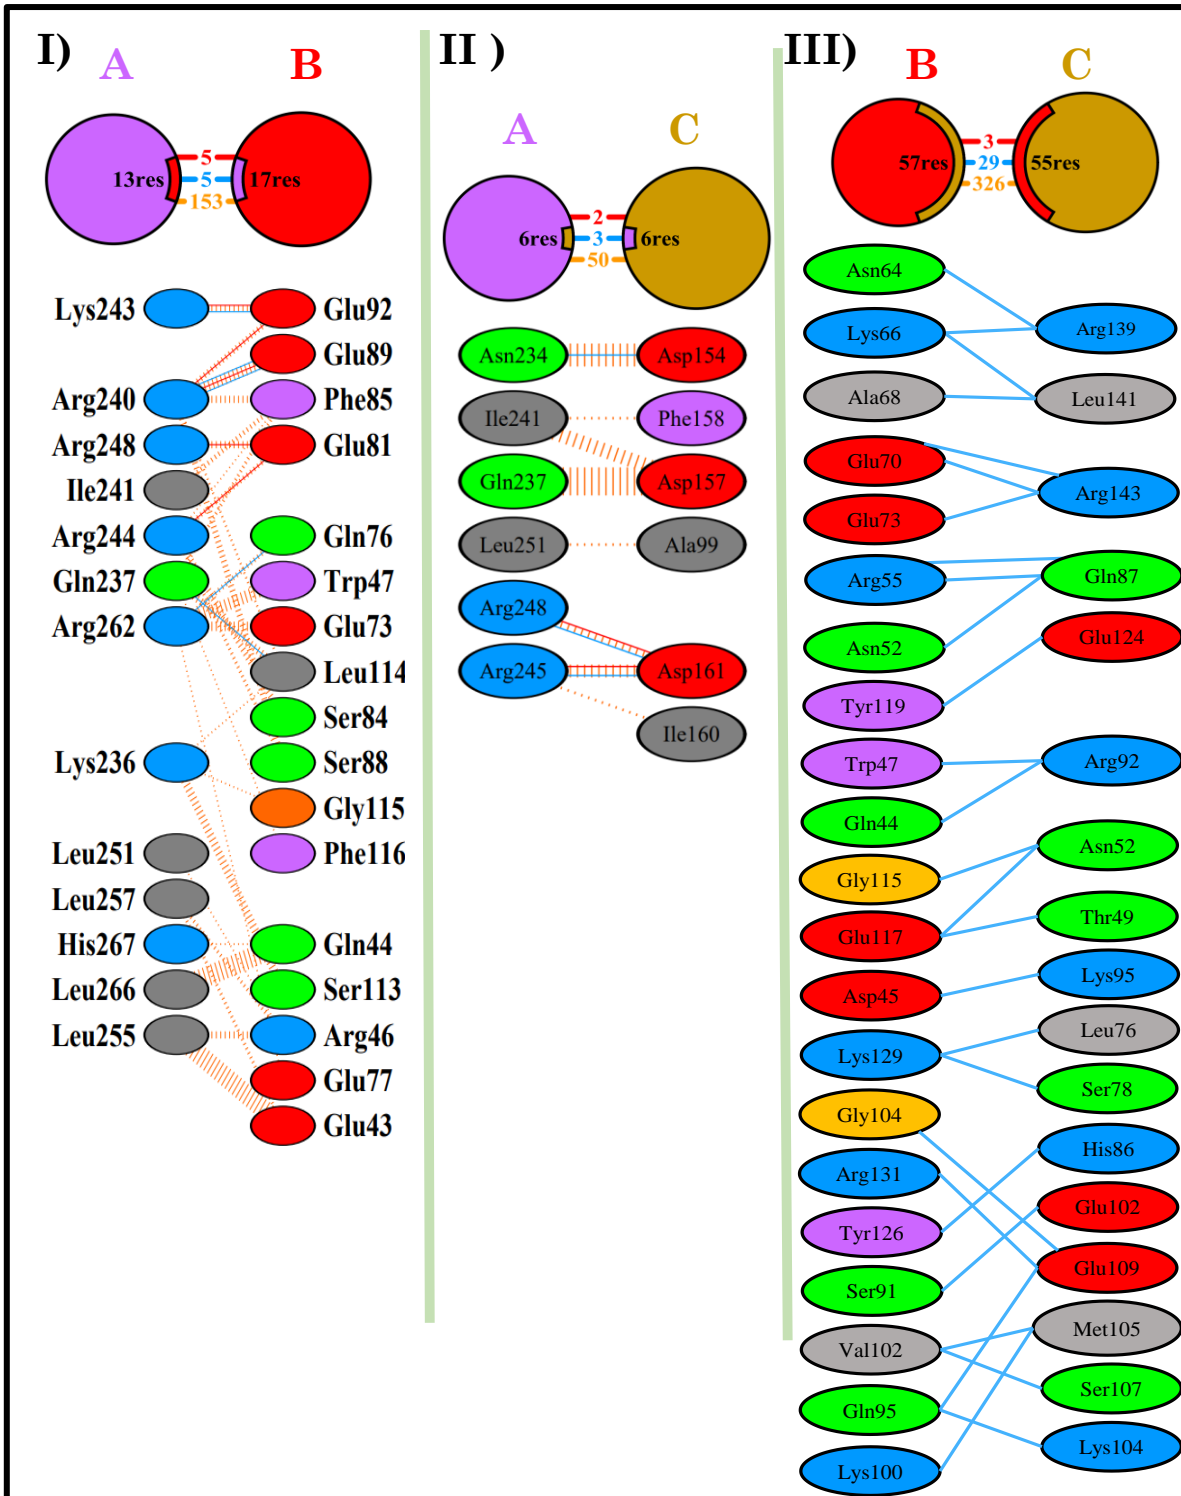 I)
A
B
13res
5
5
153
17res
Lys243
Glu92
Glu89
Arg240
Phe85
Arg248
Glu81
Ile241
Arg244
Gln76
Gln237
Trp47
Arg262
Glu73
Leu114
Ser84
Lys236
Ser88
Gly115
Leu251
Phe116
Leu257
His267
Gln44
Leu266
Ser113
Leu255
Arg46
Glu77
Glu43
II )
A
C
6res
2
3
50
6res
Asn234
Asp154
Ile241
Phe158
Gln237
Asp157
Leu251
Ala99
Arg248
Arg245
Asp161
Ile160
III)
B
C
57res
3
29
326
55res
Asn64
Lys66
Arg139
Ala68
Leu141
Glu70
Arg143
Glu73
Arg55
Gln87
Asn52
Glu124
Tyr119
Trp47
Arg92
Gln44
Gly115
Asn52
Glu117
Thr49
Asp45
Lys95
Lys129
Leu76
Ser78
Gly104
His86
Arg131
Glu102
Tyr126
Glu109
Ser91
Met105
Val102
Ser107
Gln95
Lys104
Lys100